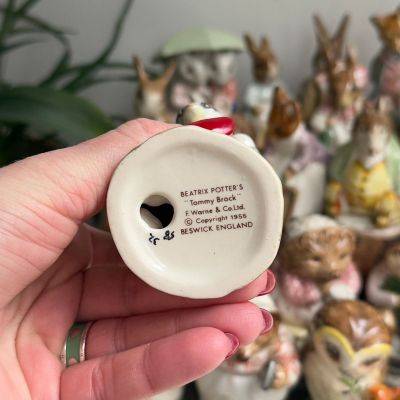 BEATRIX POTTER'S
"Tommy Brock"
F. Warne & Co. Ltd.
© Copyright 1955
BESWICK ENGLAND